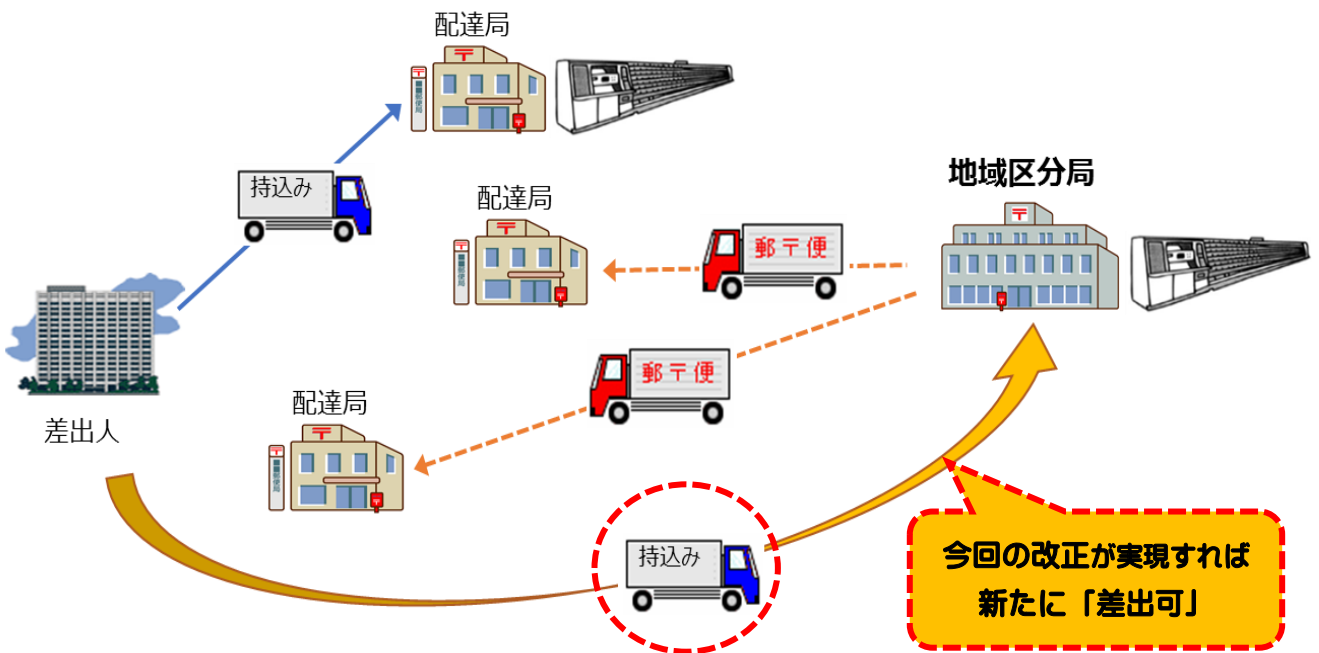 配達局
持込み
地域区分局
配達局
郵〒便
郵〒便
配達局
差出人
持込み
今回の改正が実現すれば
新たに「差出可」